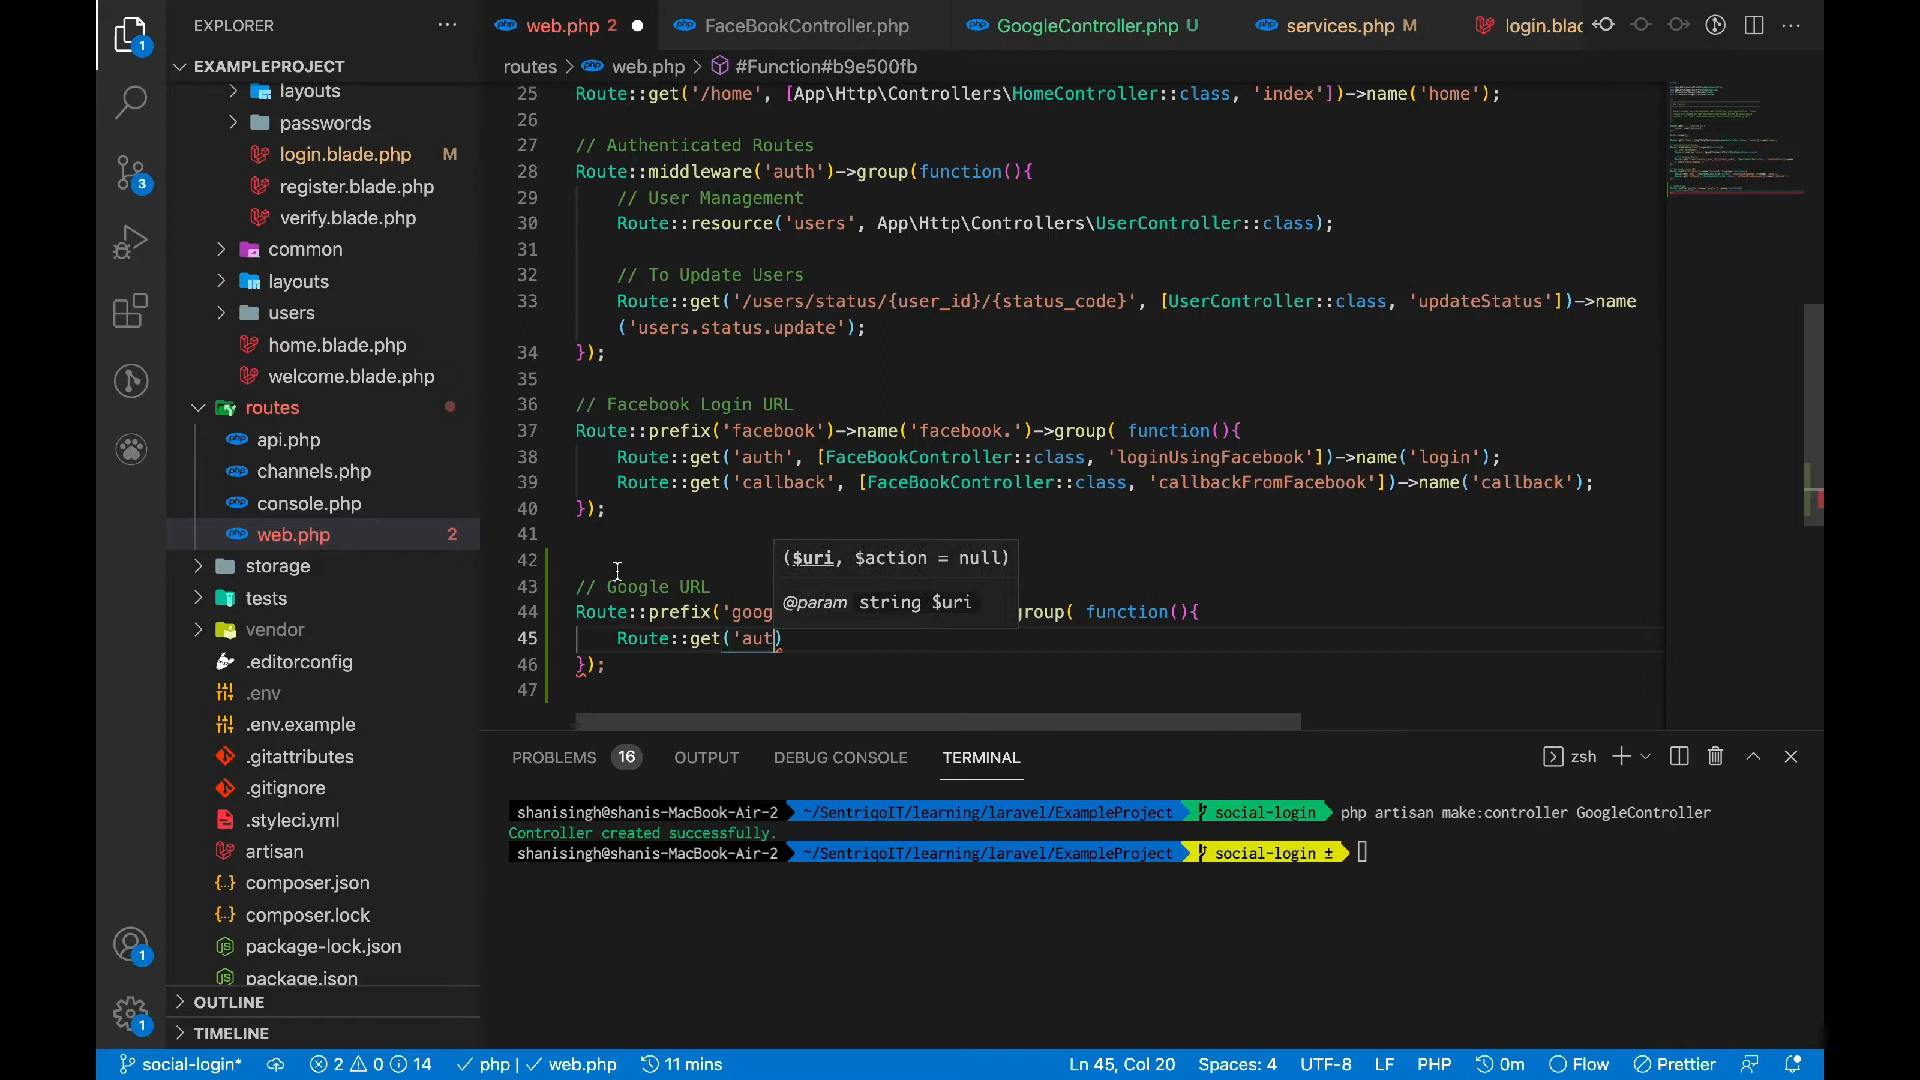 EXPLORER
EXAMPLEPROJECT
layouts
passwords
login.blade.php M
register.blade.php
verify.blade.php
common
layouts
users
home.blade.php
welcome.blade.php
routes
api.php
channels.php
console.php
web.php 2
storage
tests
vendor
.editorconfig
.env
.env.example
.gitattributes
.gitignore
.styleci.yml
artisan
composer.json
composer.lock
package-lock.json
package.json
OUTLINE
TIMELINE
1
3
1
1
web.php 2
FaceBookController.php
GoogleController.php U
services.php M
login.blad
routes > web.php > #Function#b9e500fb
25 Route::get('/home', [App\Http\Controllers\HomeController::class, 'index'])->name('home');
26
27 // Authenticated Routes
28 Route::middleware('auth')->group(function(){
29 // User Management
30 Route::resource('users', App\Http\Controllers\UserController::class);
31
32 // To Update Users
33 Route::get('/users/status/{user_id}/{status_code}', [UserController::class, 'updateStatus'])->name
('users.status.update');
34 });
35
36 // Facebook Login URL
37 Route::prefix('facebook')->name('facebook.')->group( function(){
38 Route::get('auth', [FaceBookController::class, 'loginUsingFacebook'])->name('login');
39 Route::get('callback', [FaceBookController::class, 'callbackFromFacebook'])->name('callback');
40 });
41
42
($uri, $action = null)
@param string $uri
43 // Google URL
44 Route::prefix('goog group( function(){
45 Route::get('aut)
46 });
47
PROBLEMS 16 OUTPUT DEBUG CONSOLE TERMINAL
zsh
shanisingh@shanis-MacBook-Air-2 ~/SentriqoIT/learning/laravel/ExampleProject social-login php artisan make:controller GoogleController
Controller created successfully.
shanisingh@shanis-MacBook-Air-2 ~/SentriqoIT/learning/laravel/ExampleProject social-login ±
social-login* 2 0 14 php | web.php 11 mins Ln 45, Col 20 Spaces: 4 UTF-8 LF PHP 0m Flow Prettier